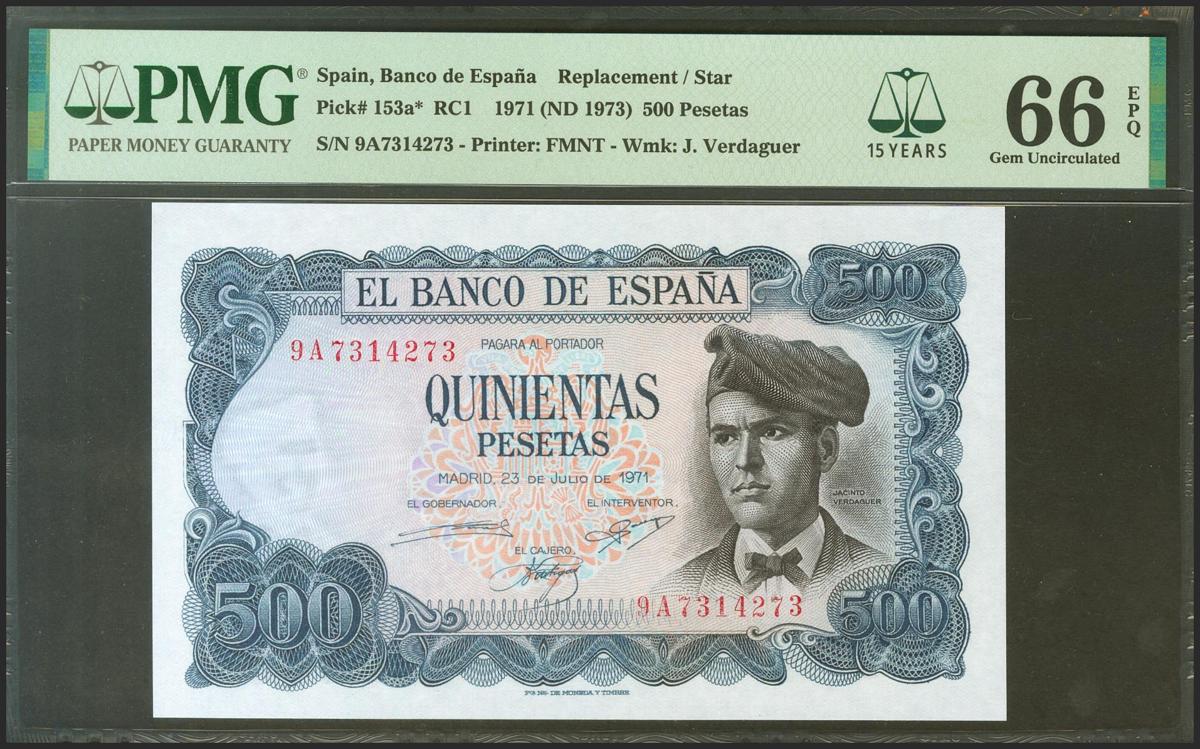 PMG®
PAPER MONEY GUARANTY
Spain, Banco de España Replacement / Star
Pick# 153a* RC1 1971 (ND 1973) 500 Pesetas
S/N 9A7314273 - Printer: FMNT - Wmk: J. Verdaguer
15 YEARS
66 EPQ
Gem Uncirculated
EL BANCO DE ESPAÑA
500
9A7314273
PAGARA AL PORTADOR
QUINIENTAS
PESETAS
MADRID, 23 DE JULIO DE 1971
JACINTO
VERDAGUER
EL GOBERNADOR, EL INTERVENTOR,
EL CAJERO,
500
9A7314273
500
DE MONEDA Y TIMBRE